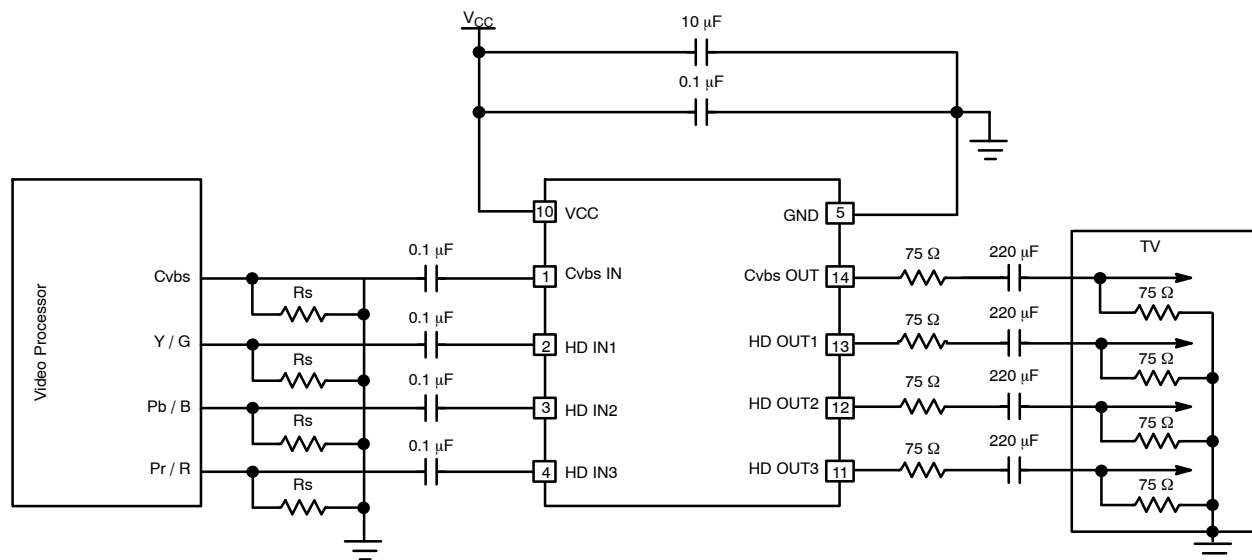 VCC
10 μF
0.1 μF
Video Processor
Cvbs
Y / G
Pb / B
Pr / R
Rs
Rs
Rs
Rs
0.1 μF
0.1 μF
0.1 μF
0.1 μF
10 VCC
1 Cvbs IN
2 HD IN1
3 HD IN2
4 HD IN3
GND 5
Cvbs OUT 14
HD OUT1 13
HD OUT2 12
HD OUT3 11
75 Ω
220 μF
75 Ω
220 μF
75 Ω
220 μF
75 Ω
220 μF
TV
75 Ω
75 Ω
75 Ω
75 Ω